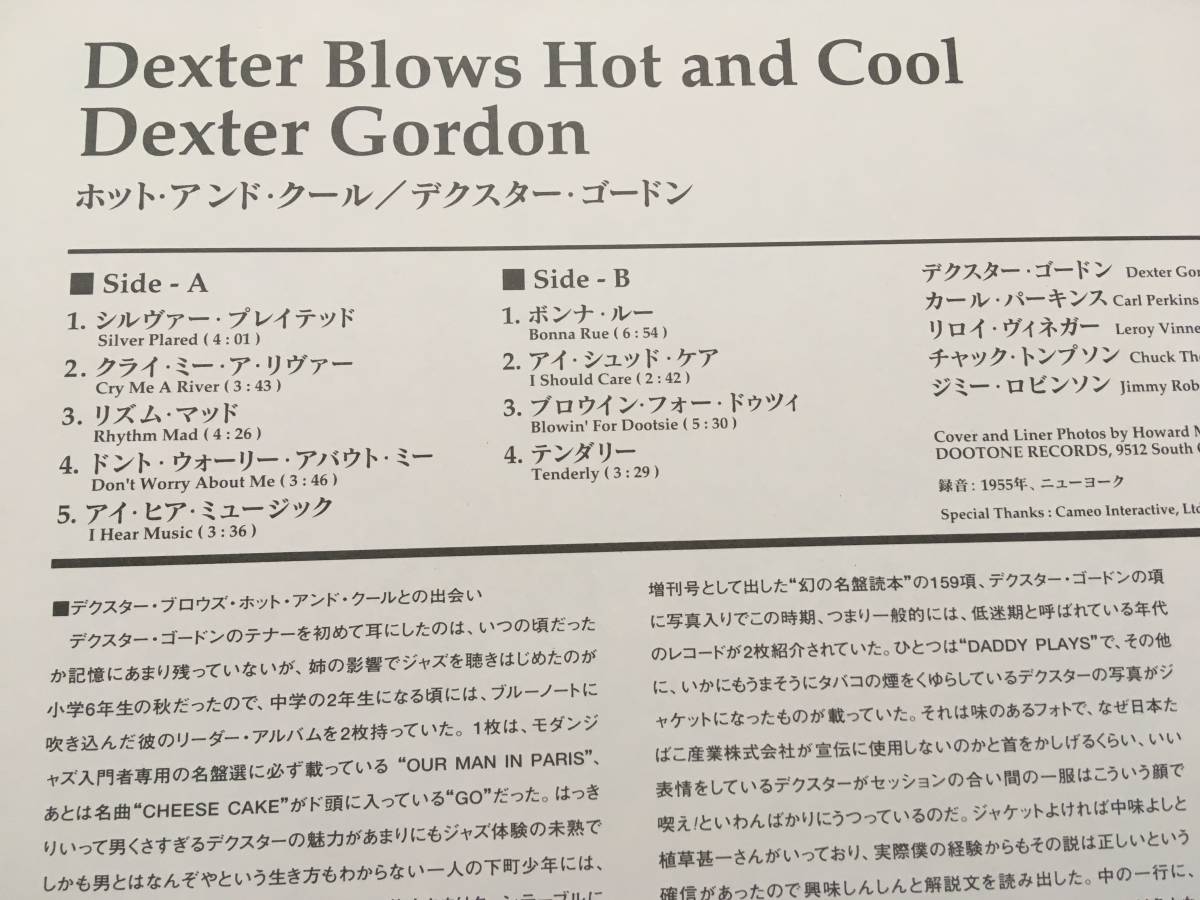 Dexter Blows Hot and Cool
Dexter Gordon
ホット・アンド・クール／デクスター・ゴードン
■ Side - A
1. シルヴァー・プレイテッド
Silver Plared ( 4 : 01 )
2. クライ・ミー・ア・リヴァー
Cry Me A River ( 3 : 43 )
3. リズム・マッド
Rhythm Mad ( 4 : 26 )
4. ドント・ウォーリー・アバウト・ミー
Don't Worry About Me ( 3 : 46 )
5. アイ・ヒア・ミュージック
I Hear Music ( 3 : 36 )
■ Side - B
1. ボンナ・ルー
Bonna Rue ( 6 : 54 )
2. アイ・シュッド・ケア
I Should Care ( 2 : 42 )
3. ブロウイン・フォー・ドゥツィ
Blowin' For Dootsie ( 5 : 30 )
4. テンダリー
Tenderly ( 3 : 29 )
デクスター・ゴードン Dexter Gor
カール・パーキンス Carl Perkins
リロイ・ヴィネガー Leroy Vinne
チャック・トンプソン Chuck Th
ジミー・ロビンソン Jimmy Rob
Cover and Liner Photos by Howard
DOOTONE RECORDS, 9512 South
録音 : 1955年、ニューヨーク
Special Thanks : Cameo Interactive, Ltd
■デクスター・ブロウズ・ホット・アンド・クールとの出会い
デクスター・ゴードンのテナーを初めて耳にしたのは、いつの頃だった
か記憶にあまり残っていないが、姉の影響でジャズを聴きはじめたのが
小学6年生の秋だったので、中学の2年生になる頃には、ブルーノートに
吹き込んだ彼のリーダー・アルバムを2枚持っていた。1枚は、モダンジ
ャズ入門者専用の名盤選に必ず載っている “OUR MAN IN PARIS”、
あとは名曲“CHEESE CAKE”がド頭に入っている“GO”だった。はっき
りいって男くさすぎるデクスターの魅力があまりにもジャズ体験の未熟で
しかも男とはなんぞやという生き方もわからない一人の下町少年には、
増刊号として出した“幻の名盤読本”の159項、デクスター・ゴードンの項
に写真入りでこの時期、つまり一般的には、低迷期と呼ばれている年代
のレコードが2枚紹介されていた。ひとつは“DADDY PLAYS”で、その他
に、いかにもうまそうにタバコの煙をくゆらしているデクスターの写真がジ
ャケットになったものが載っていた。それは味のあるフォトで、なぜ日本た
ばこ産業株式会社が宣伝に使用しないのかと首をかしげるくらい、いい
表情をしているデクスターがセッションの合い間の一服はこういう顔で
喫え!といわんばかりにうつっているのだ。ジャケットよければ中味よしと
植草甚一さんがいっており、実際僕の経験からもその説は正しいという
確信があったので興味しんしんと解説文を読み出した。中の一行に、